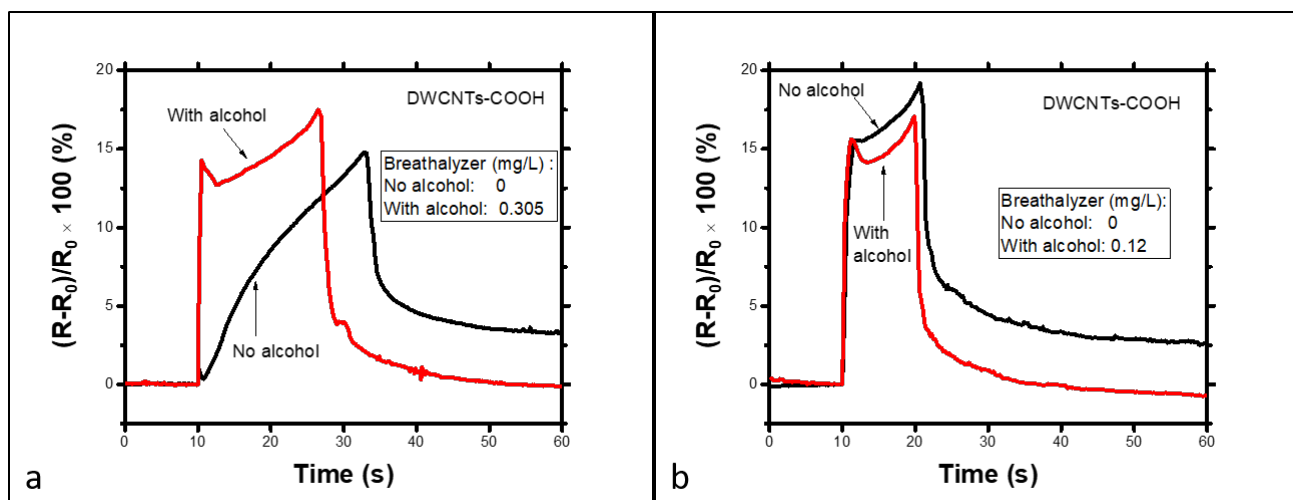 20
15
10
5
0
0
10
20
30
40
50
60
(R-R₀)/R₀ × 100 (%)
Time (s)
DWCNTs-COOH
With alcohol
No alcohol
Breathalyzer (mg/L) :
No alcohol: 0
With alcohol: 0.305
a
20
15
10
5
0
0
10
20
30
40
50
60
(R-R₀)/R₀ × 100 (%)
Time (s)
No alcohol
DWCNTs-COOH
With
alcohol
Breathalyzer (mg/L):
No alcohol: 0
With alcohol: 0.12
b